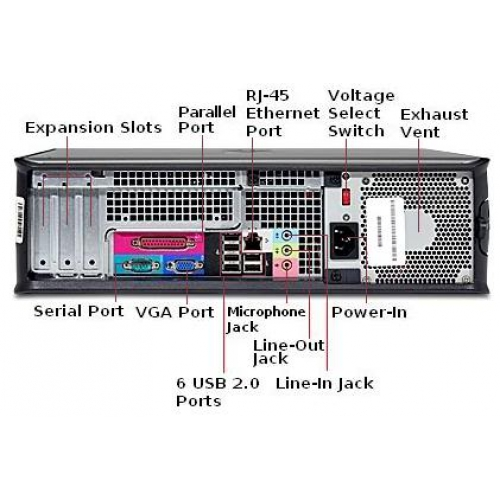 Expansion Slots
Parallel
Port
RJ-45
Ethernet
Port
Voltage
Select
Switch
Exhaust
Vent
Serial Port
VGA Port
Microphone
Jack
Line-Out
Jack
Power-In
6 USB 2.0
Ports
Line-In Jack